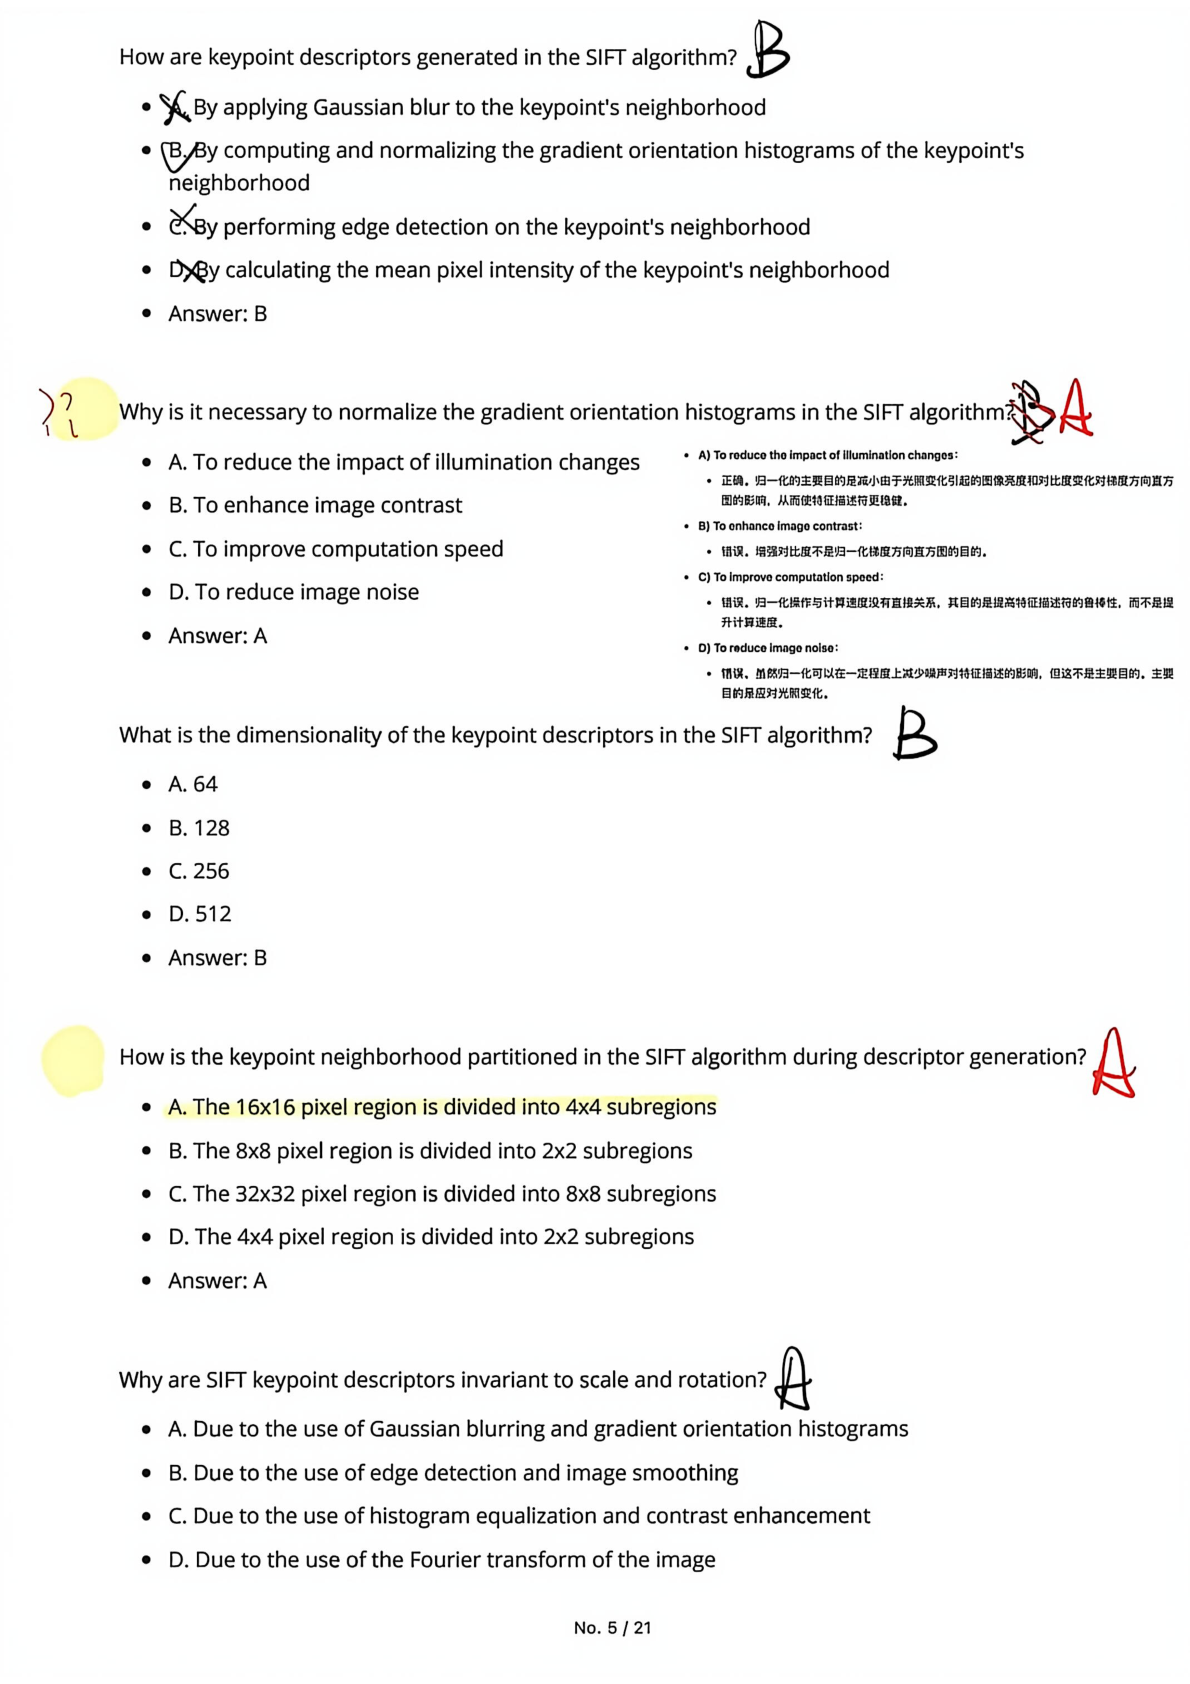 How are keypoint descriptors generated in the SIFT algorithm? B
A. By applying Gaussian blur to the keypoint's neighborhood
B. By computing and normalizing the gradient orientation histograms of the keypoint's
neighborhood
C. By performing edge detection on the keypoint's neighborhood
D. By calculating the mean pixel intensity of the keypoint's neighborhood
Answer: B
??
Why is it necessary to normalize the gradient orientation histograms in the SIFT algorithm? A
A. To reduce the impact of illumination changes
B. To enhance image contrast
C. To improve computation speed
D. To reduce image noise
Answer: A
A) To reduce the impact of illumination changes:
正确。归一化的主要目的是减小由于光照变化引起的图像亮度和对比度变化对梯度方向直方
图的影响，从而使特征描述符更稳健。
B) To enhance image contrast:
错误。增强对比度不是归一化梯度方向直方图的目的。
C) To improve computation speed:
错误。归一化操作与计算速度没有直接关系，其目的是提高特征描述符的鲁棒性，而不是提
升计算速度。
D) To reduce image noise:
错误。虽然归一化可以在一定程度上减少噪声对特征描述的影响，但这不是主要目的。主要
目的是应对光照变化。
What is the dimensionality of the keypoint descriptors in the SIFT algorithm? B
A. 64
B. 128
C. 256
D. 512
Answer: B
How is the keypoint neighborhood partitioned in the SIFT algorithm during descriptor generation? A
A. The 16x16 pixel region is divided into 4x4 subregions
B. The 8x8 pixel region is divided into 2x2 subregions
C. The 32x32 pixel region is divided into 8x8 subregions
D. The 4x4 pixel region is divided into 2x2 subregions
Answer: A
Why are SIFT keypoint descriptors invariant to scale and rotation? A
A. Due to the use of Gaussian blurring and gradient orientation histograms
B. Due to the use of edge detection and image smoothing
C. Due to the use of histogram equalization and contrast enhancement
D. Due to the use of the Fourier transform of the image
No. 5 / 21